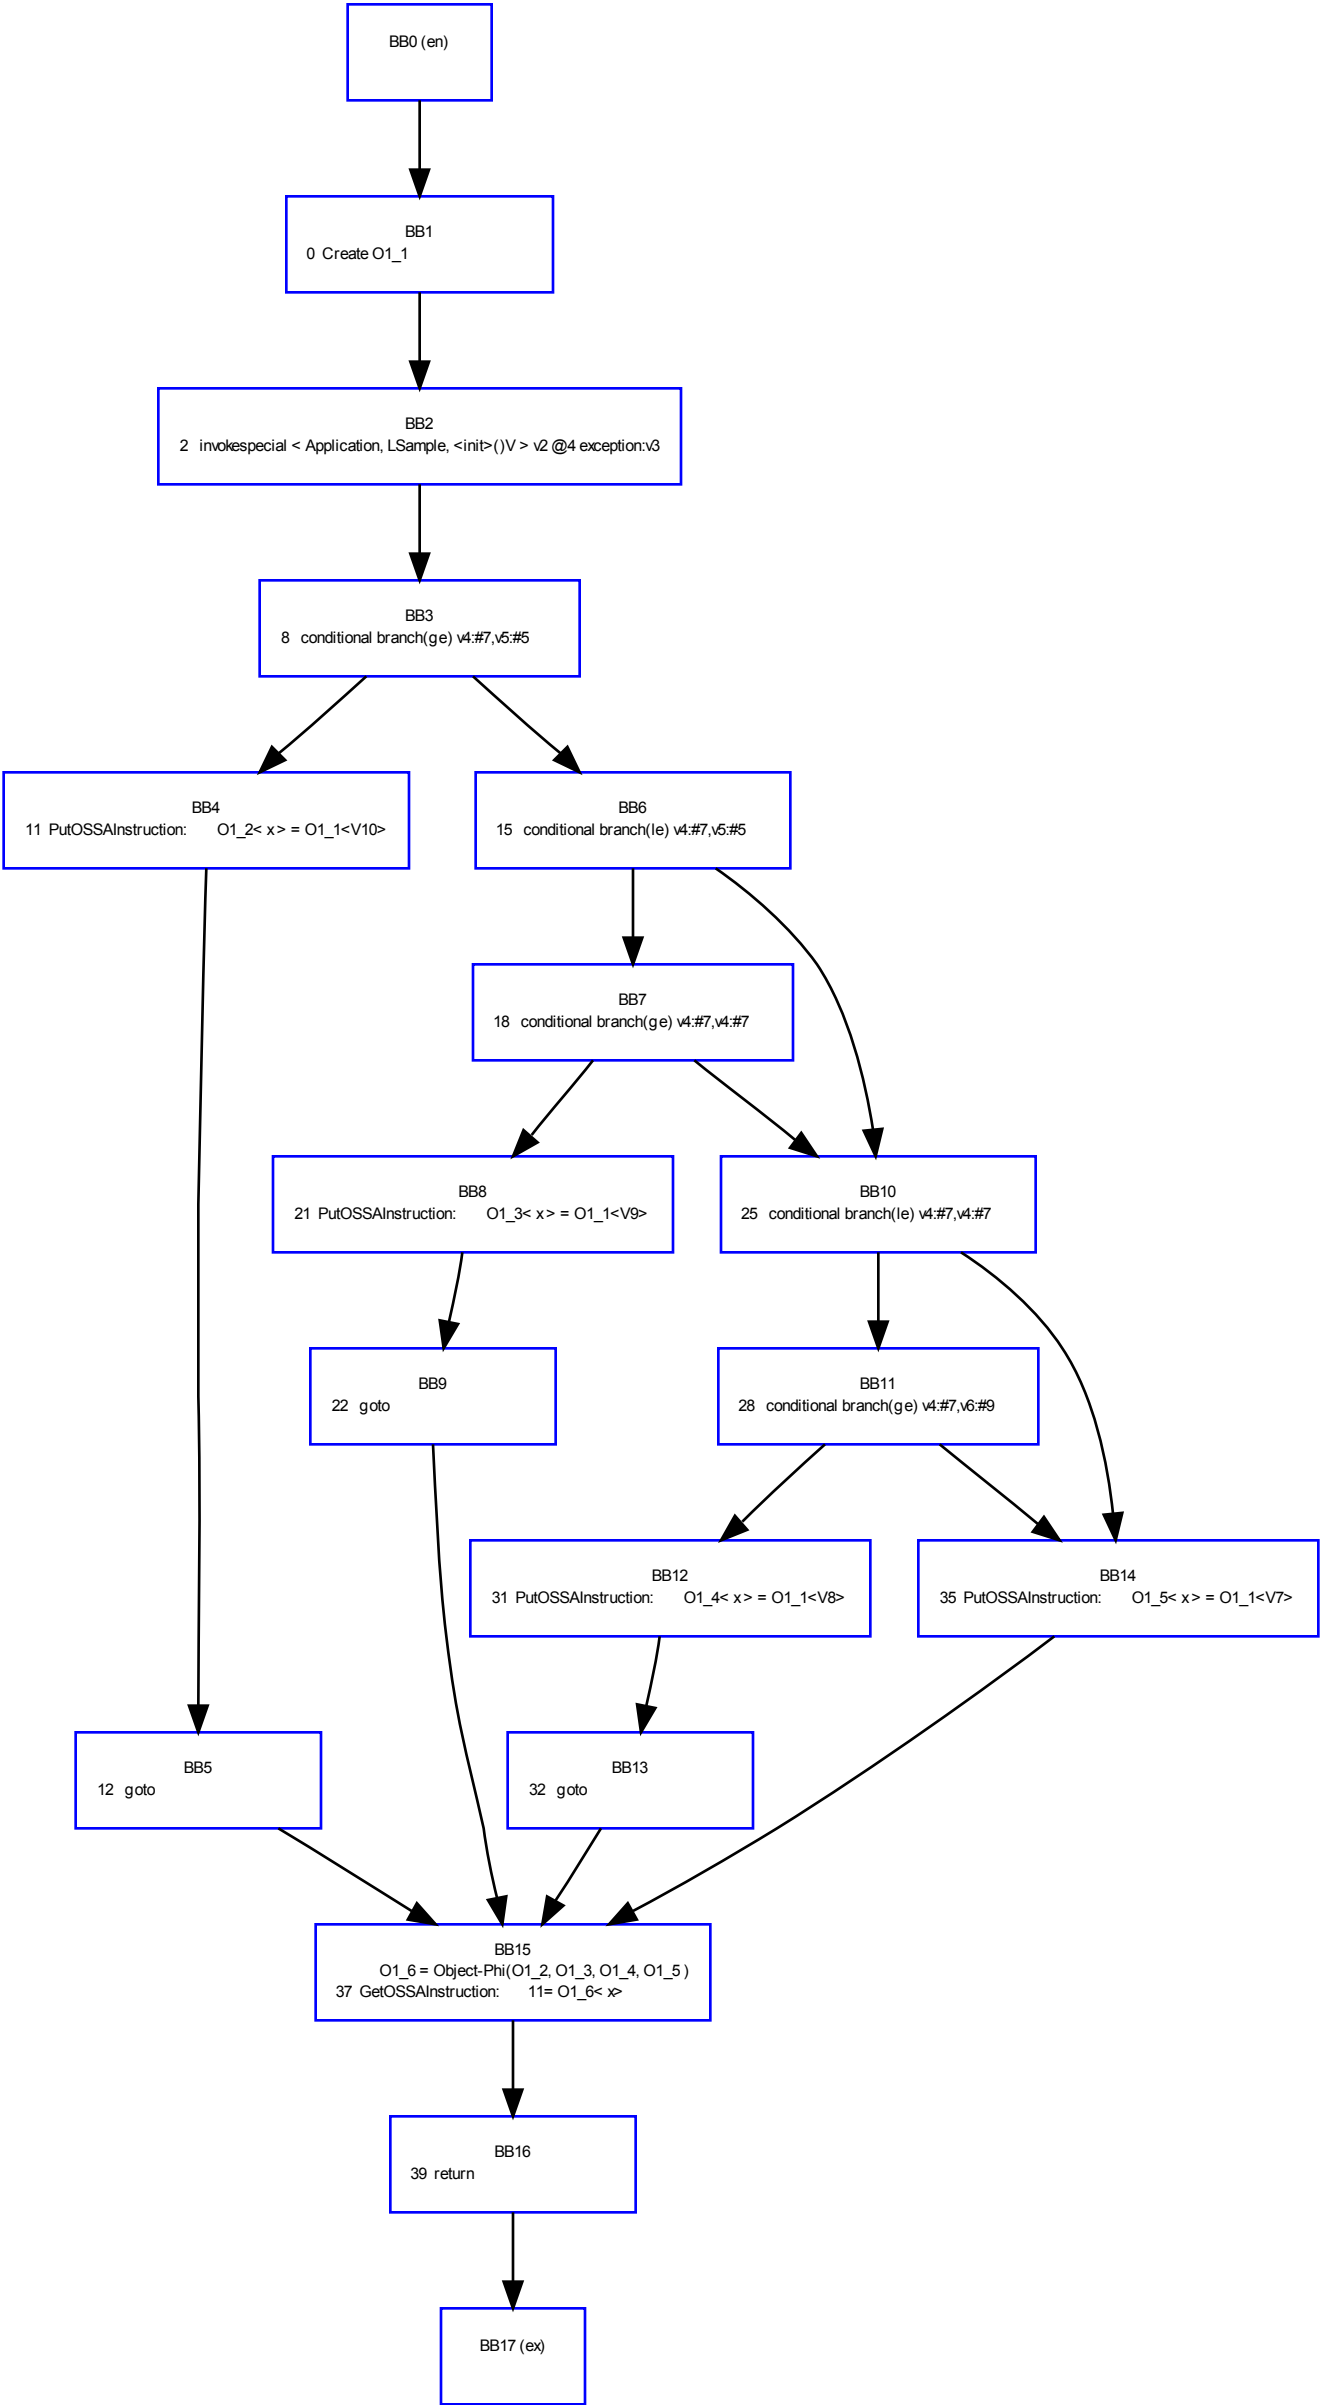 BB0 (en)
BB1
0 Create O1_1
BB2
2 invokespecial < Application, LSample, <init>()V > v2 @4 exception:v3
BB3
8 conditional branch(ge) v4:#7,v5:#5
BB4
11 PutOSSAInstruction: O1_2< x> = O1_1<V10>
BB6
15 conditional branch(le) v4:#7,v5:#5
BB7
18 conditional branch(ge) v4:#7,v4:#7
BB8
21 PutOSSAInstruction: O1_3< x> = O1_1<V9>
BB10
25 conditional branch(le) v4:#7,v4:#7
BB9
22 goto
BB11
28 conditional branch(ge) v4:#7,v6:#9
BB12
31 PutOSSAInstruction: O1_4< x> = O1_1<V8>
BB14
35 PutOSSAInstruction: O1_5< x> = O1_1<V7>
BB5
12 goto
BB13
32 goto
BB15
O1_6 = Object-Phi(O1_2, O1_3, O1_4, O1_5 )
37 GetOSSAInstruction: 11= O1_6< x>
BB16
39 return
BB17 (ex)